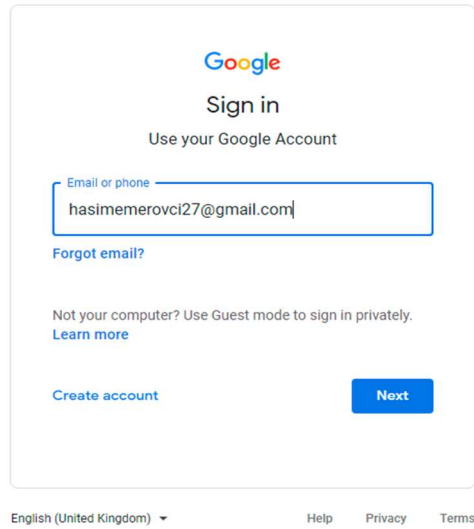 Google
Sign in
Use your Google Account
Email or phone
hasimemerovci27@gmail.com
Forgot email?
Not your computer? Use Guest mode to sign in privately.
Learn more
Create account
Next
English (United Kingdom)
Help Privacy Terms